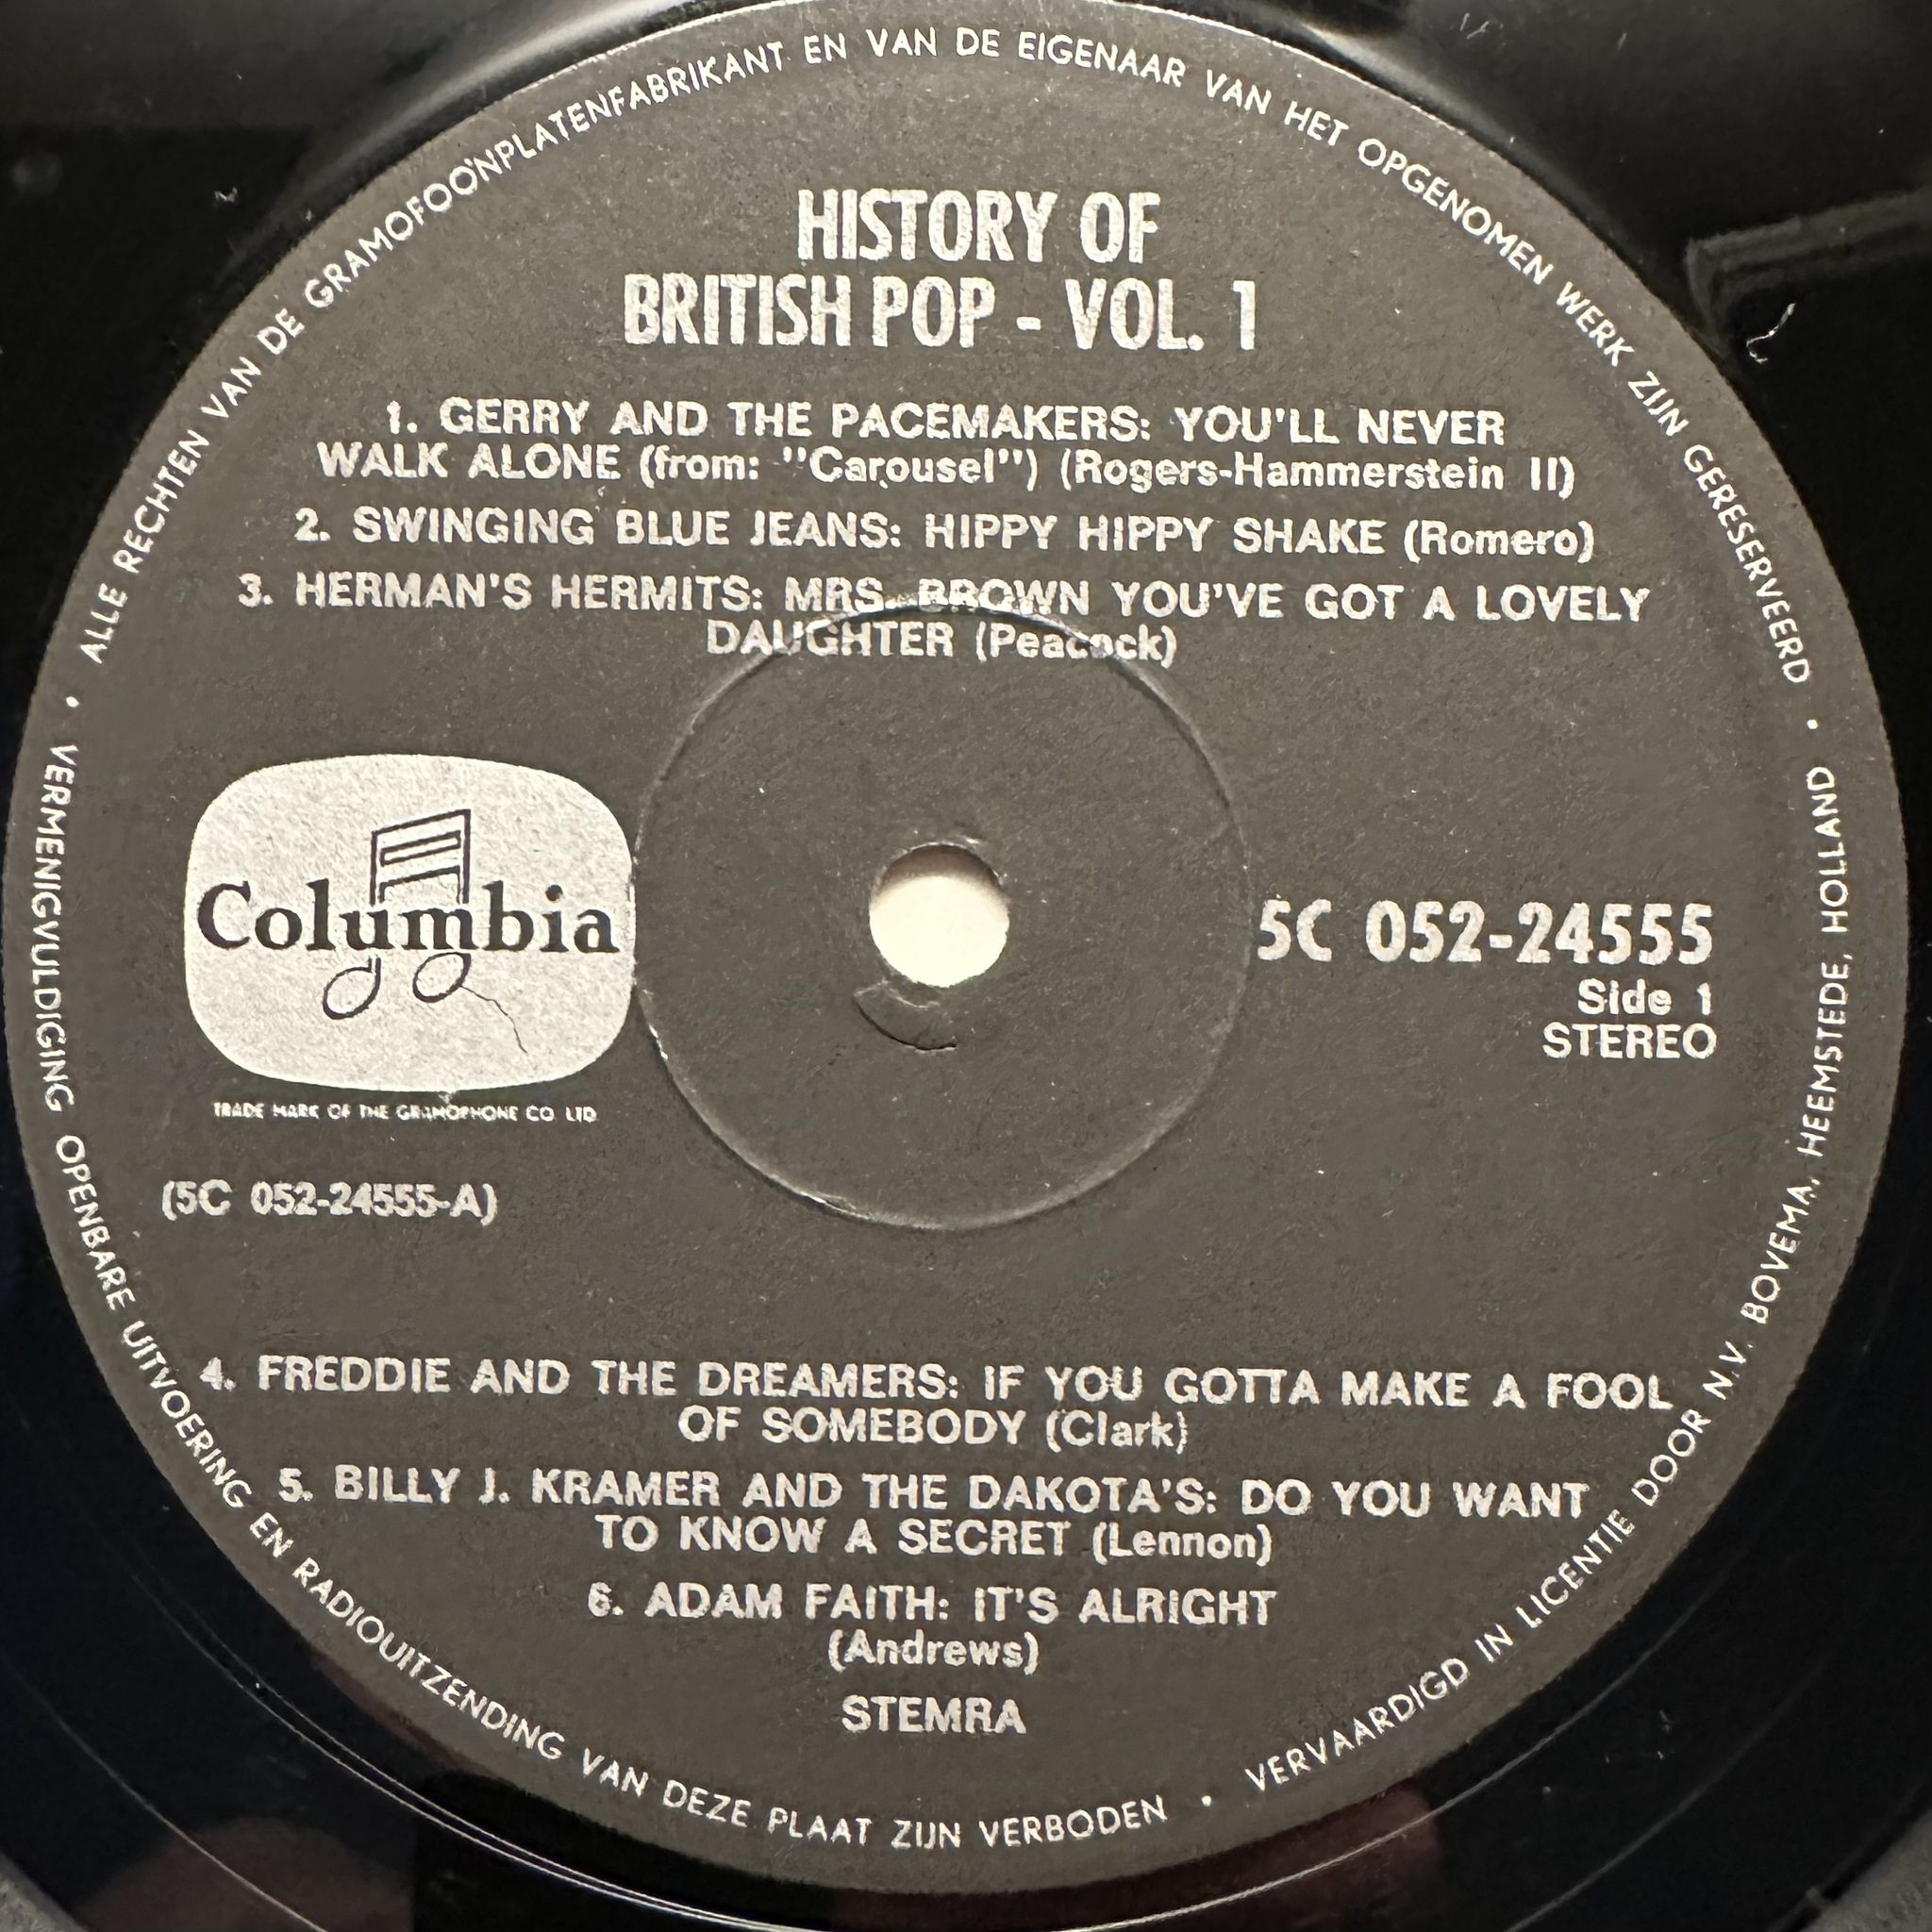 ALLE RECHTEN VAN DE GRAMOFOONPLATENFABRIKANT EN VAN DE EIGENAAR VAN HET OPGENOMEN WERK ZIJN GERESERVEERD •
HISTORY OF
BRITISH POP - VOL. 1
1. GERRY AND THE PACEMAKERS: YOU'LL NEVER
WALK ALONE (from: "Carousel") (Rogers-Hammerstein II)
2. SWINGING BLUE JEANS: HIPPY HIPPY SHAKE (Romero)
3. HERMAN'S HERMITS: MRS. BROWN YOU'VE GOT A LOVELY
DAUGHTER (Peacock)
Columbia
TRADE MARK OF THE GRAMOPHONE CO LTD
(5C 052-24555-A)
5C 052-24555
Side 1
STEREO
4. FREDDIE AND THE DREAMERS: IF YOU GOTTA MAKE A FOOL
OF SOMEBODY (Clark)
5. BILLY J. KRAMER AND THE DAKOTA'S: DO YOU WANT
TO KNOW A SECRET (Lennon)
6. ADAM FAITH: IT'S ALRIGHT
(Andrews)
STEMRA
• VERMENIGVULDIGING OPENBARE UITVOERING EN RADIOUITZENDING VAN DEZE PLAAT ZIJN VERBODEN •
VERVAARDIGD IN LICENTIE DOOR N.V. BOVEMA, HEEMSTEDE, HOLLAND